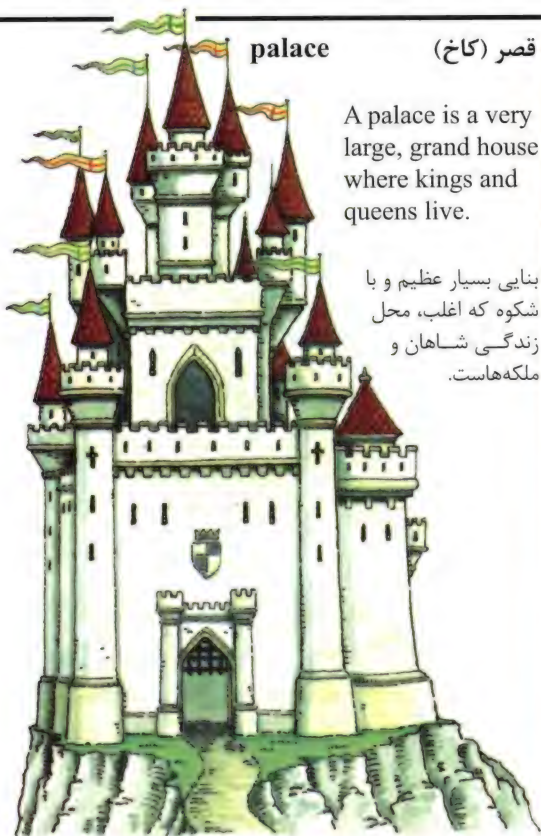 palace قصر (کاخ)
A palace is a very
large, grand house
where kings and
queens live.
بنایی بسیار عظیم و با
شکوه که اغلب، محل
زندگی شاهان و
ملکه‌هاست.